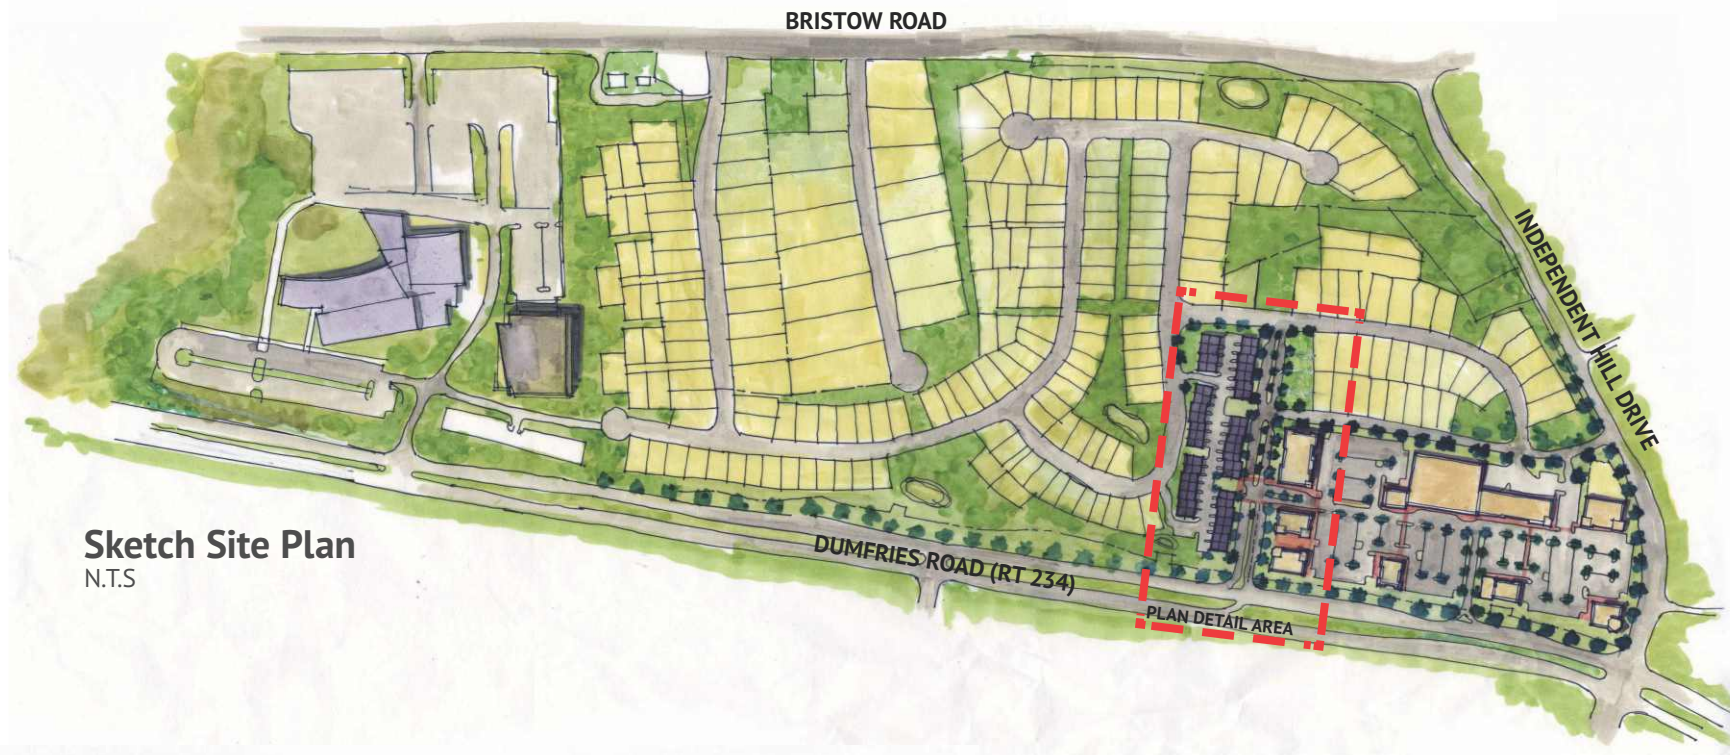 BRISTOW ROAD
INDEPENDENT HILL DRIVE
Sketch Site Plan
N.T.S
DUMFRIES ROAD (RT 234)
PLAN DETAIL AREA